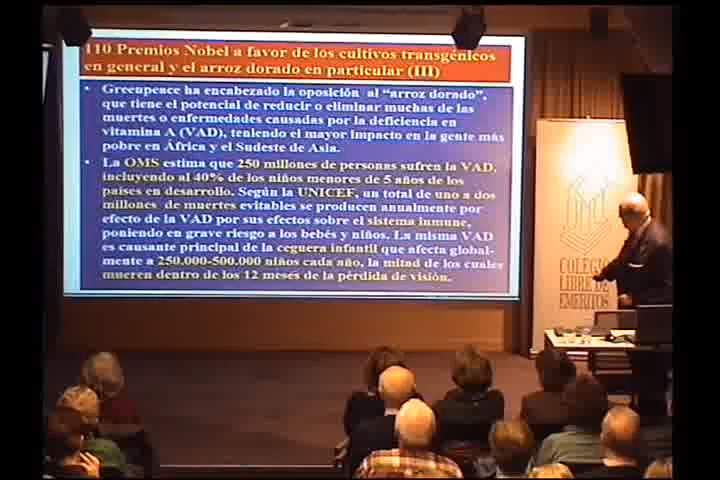 110 Premios Nobel a favor de los cultivos transgénicos
en general y el arroz dorado en particular (III)
• Greenpeace ha encabezado la oposición al “arroz dorado”,
que tiene el potencial de reducir o eliminar muchas de las
muertes o enfermedades causadas por la deficiencia en
vitamina A (VAD), teniendo el mayor impacto en la gente más
pobre en África y el Sudeste de Asia.
• La OMS estima que 250 millones de personas sufren la VAD,
incluyendo al 40% de los niños menores de 5 años de los
países en desarrollo. Según la UNICEF, un total de uno a dos
millones de muertes evitables se producen anualmente por
efecto de la VAD por sus efectos sobre el sistema inmune,
poniendo en grave riesgo a los bebés y niños. La misma VAD
es causante principal de la ceguera infantil que afecta global-
mente a 250.000-500.000 niños cada año, la mitad de los cuales
mueren dentro de los 12 meses de la pérdida de visión.
COLEGIO
LIBRE DE
EMÉRITOS